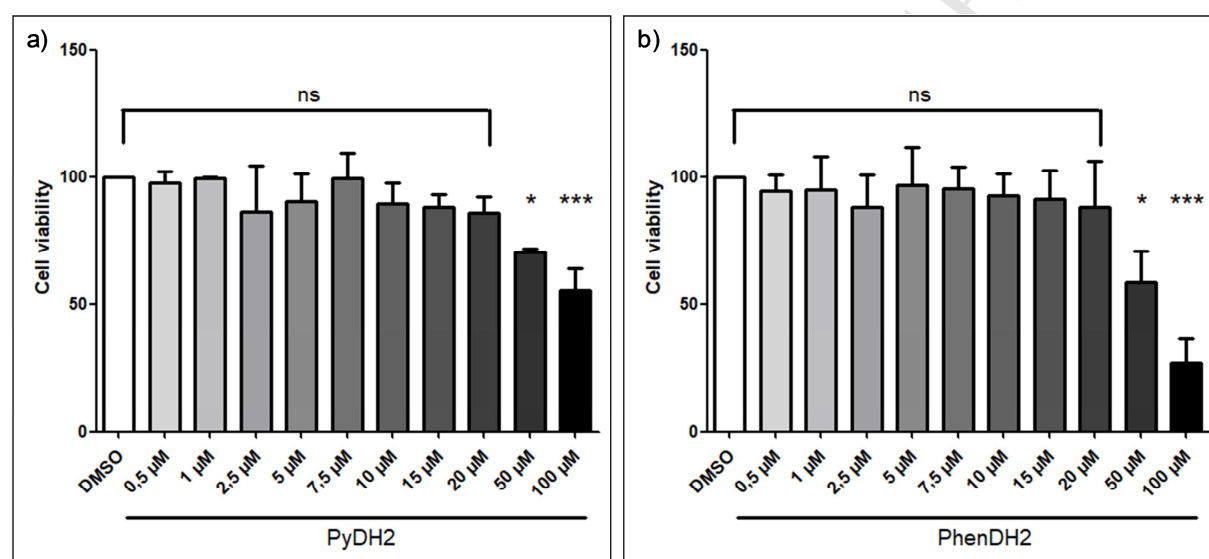 a)
Cell viability
150
100
50
0
ns
*
***
DMSO
0,5 µM
1 µM
2,5 µM
5 µM
7,5 µM
10 µM
15 µM
20 µM
50 µM
100 µM
PyDH2
b)
Cell viability
150
100
50
0
ns
*
***
DMSO
0,5 µM
1 µM
2,5 µM
5 µM
7,5 µM
10 µM
15 µM
20 µM
50 µM
100 µM
PhenDH2